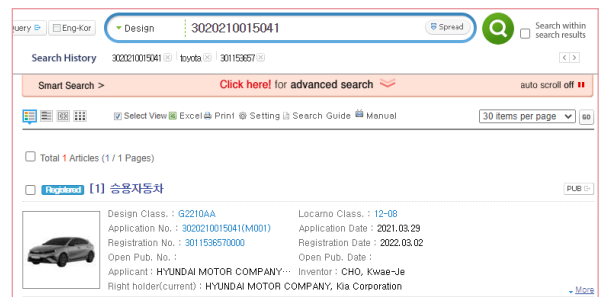 uery Eng-Kor Design 3020210015041 Spread Search within search results
Search History 3020210015041 toyota 301153657 < >
Smart Search > Click here! for advanced search auto scroll off
Select View Excel Print Setting Search Guide Manual 30 items per page GO
Total 1 Articles (1 / 1 Pages)
Registered [1] 승용자동차 PUB
Design Class. : G2210AA Locarno Class. : 12-08
Application No. : 3020210015041(M001) Application Date : 2021.03.29
Registration No. : 3011536570000 Registration Date : 2022.03.02
Open Pub. No. : Open Pub. Date :
Applicant : HYUNDAI MOTOR COMPANY… Inventor : CHO, Kwae-Je
Right holder(current) : HYUNDAI MOTOR COMPANY, Kia Corporation
More